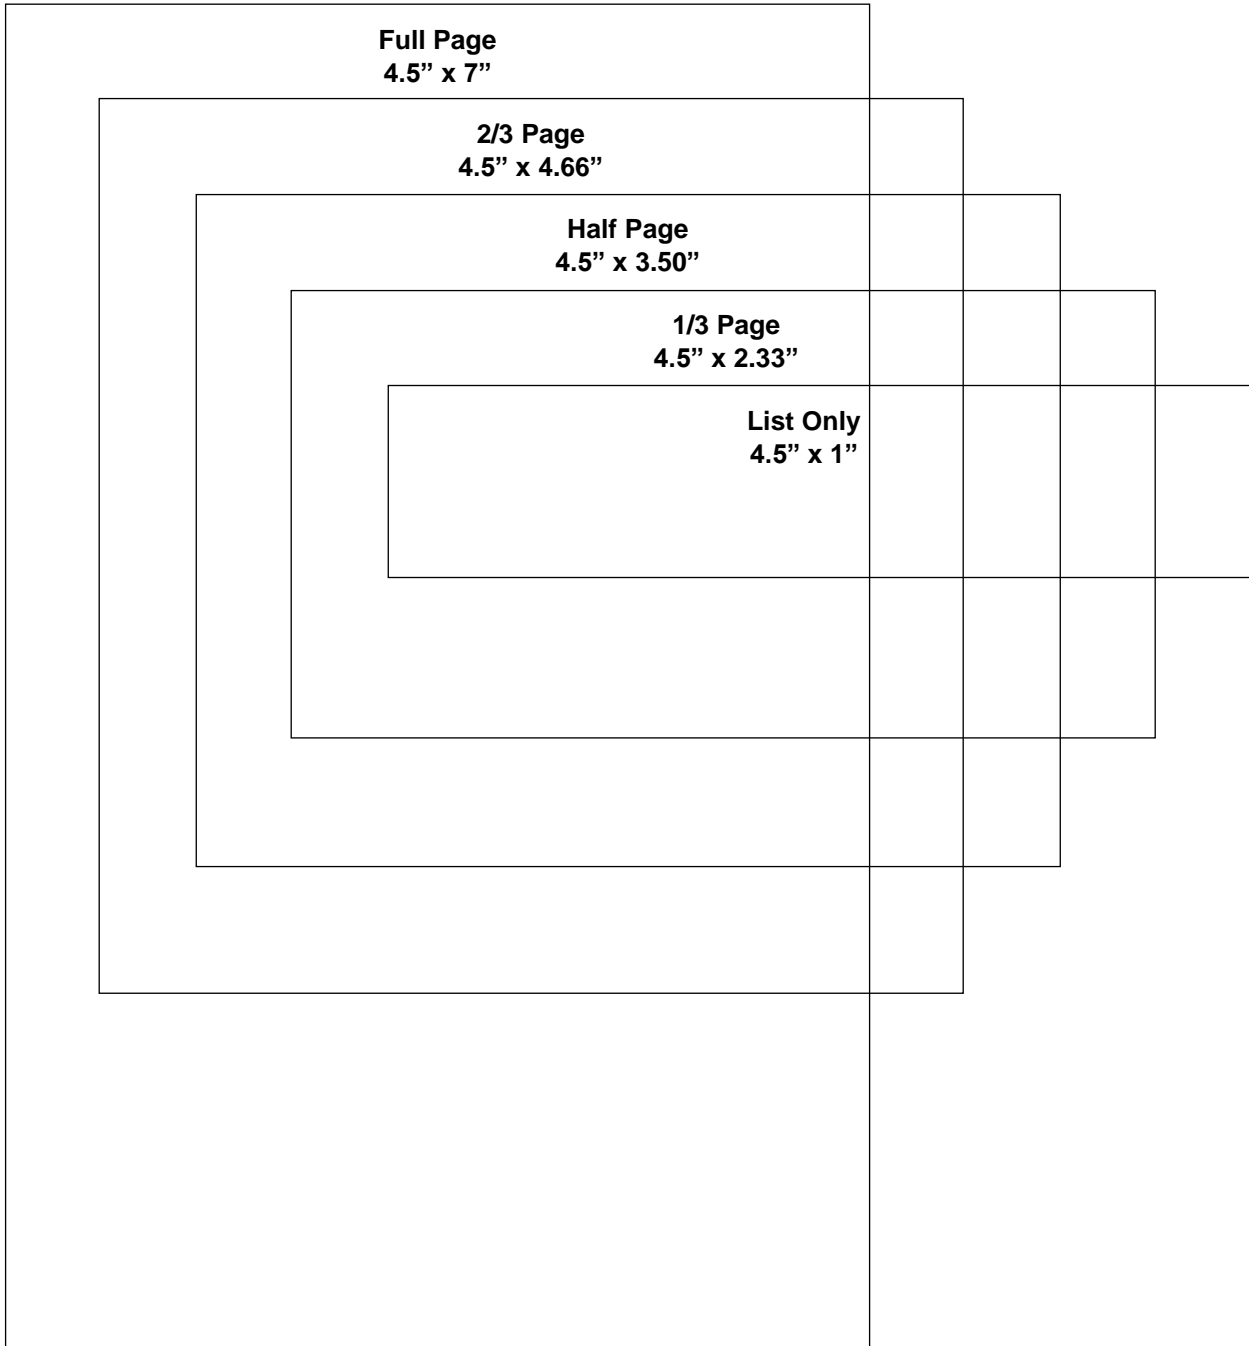 Full Page
4.5” x 7”
2/3 Page
4.5” x 4.66”
Half Page
4.5” x 3.50”
1/3 Page
4.5” x 2.33”
List Only
4.5” x 1”